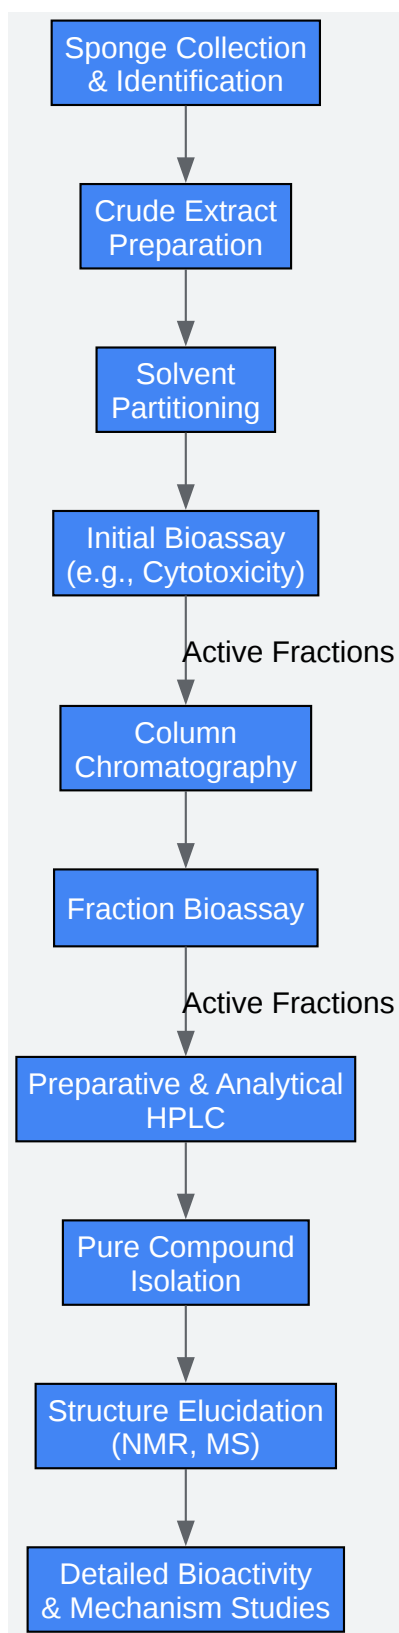 Sponge Collection
& Identification
Crude Extract
Preparation
Solvent
Partitioning
Initial Bioassay
(e.g., Cytotoxicity)
Active Fractions
Column
Chromatography
Fraction Bioassay
Active Fractions
Preparative & Analytical
HPLC
Pure Compound
Isolation
Structure Elucidation
(NMR, MS)
Detailed Bioactivity
& Mechanism Studies